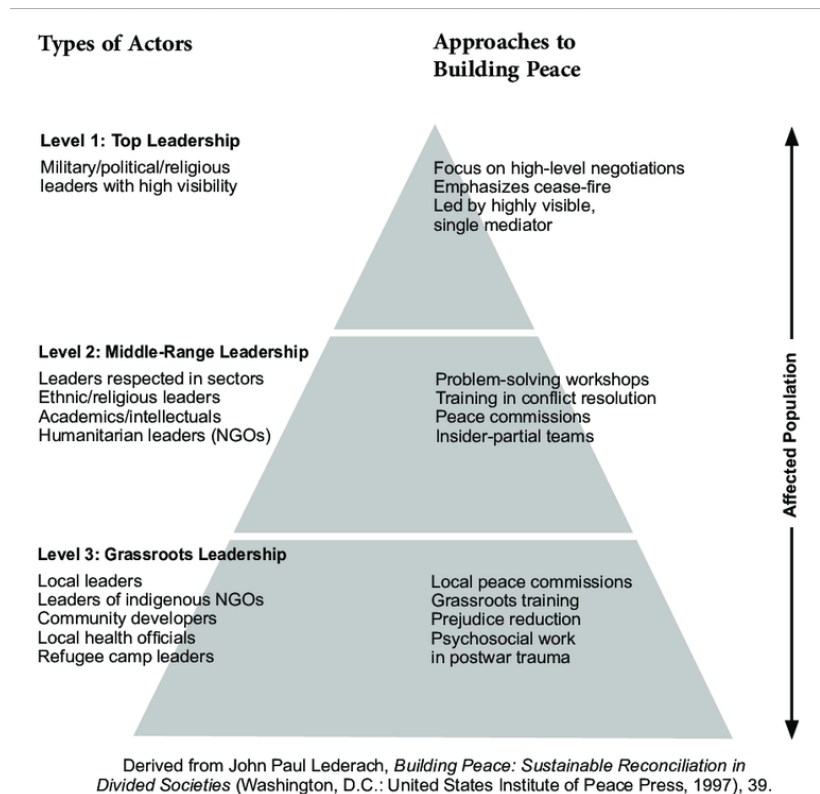 Types of Actors
Approaches to
Building Peace
Level 1: Top Leadership
Military/political/religious
leaders with high visibility
Focus on high-level negotiations
Emphasizes cease-fire
Led by highly visible,
single mediator
Level 2: Middle-Range Leadership
Leaders respected in sectors
Ethnic/religious leaders
Academics/intellectuals
Humanitarian leaders (NGOs)
Problem-solving workshops
Training in conflict resolution
Peace commissions
Insider-partial teams
Level 3: Grassroots Leadership
Local leaders
Leaders of indigenous NGOs
Community developers
Local health officials
Refugee camp leaders
Local peace commissions
Grassroots training
Prejudice reduction
Psychosocial work
in postwar trauma
Affected Population
Derived from John Paul Lederach, Building Peace: Sustainable Reconciliation in
Divided Societies (Washington, D.C.: United States Institute of Peace Press, 1997), 39.